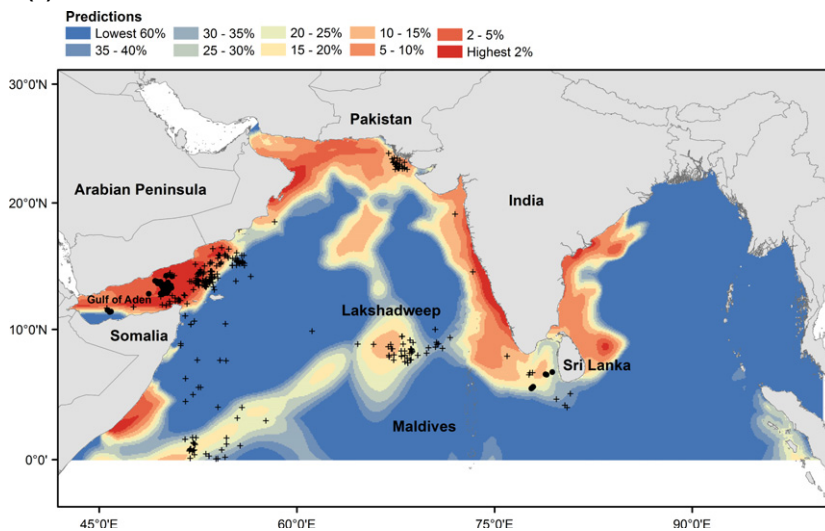 Predictions
Lowest 60% 30 - 35% 20 - 25% 10 - 15% 2 - 5%
35 - 40% 25 - 30% 15 - 20% 5 - 10% Highest 2%
30°0'N
Pakistan
Arabian Peninsula
India
20°0'N
Gulf of Aden
Lakshadweep
10°0'N
Somalia
Sri Lanka
Maldives
0°0'
45°0'E 60°0'E 75°0'E 90°0'E